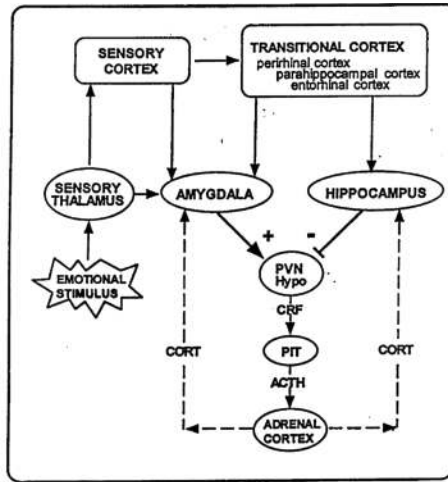 SENSORY
CORTEX
TRANSITIONAL CORTEX
perirhinal cortex
parahippocampal cortex
entorhinal cortex
SENSORY
THALAMUS
AMYGDALA
HIPPOCAMPUS
EMOTIONAL
STIMULUS
+
-
PVN
Hypo
CRF
CORT
PIT
CORT
ACTH
ADRENAL
CORTEX